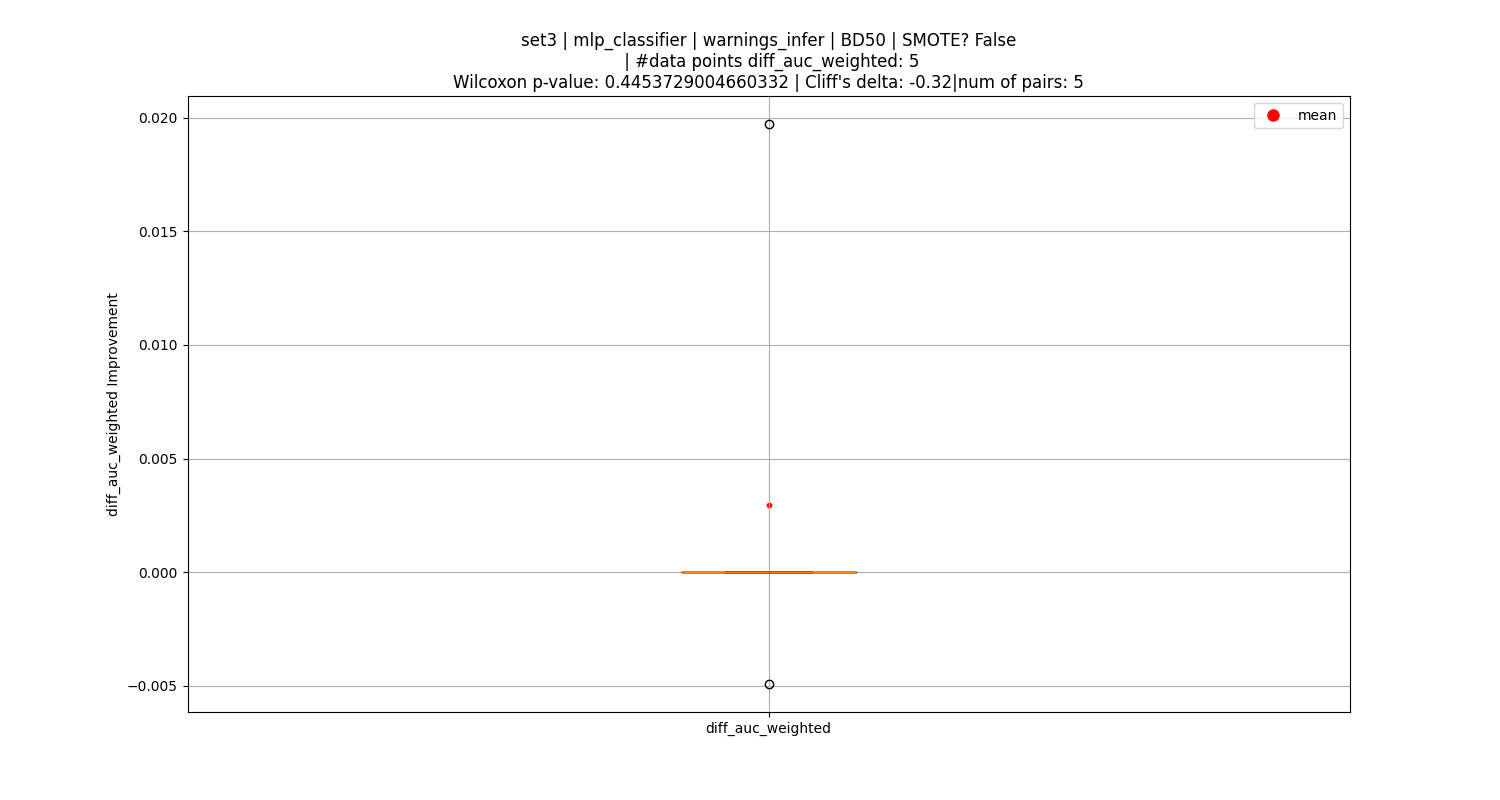 set3 | mlp_classifier | warnings_infer | BD50 | SMOTE? False
| #data points diff_auc_weighted: 5
Wilcoxon p-value: 0.4453729004660332 | Cliff's delta: -0.32|num of pairs: 5
mean
0.020
0.015
0.010
0.005
0.000
−0.005
diff_auc_weighted Improvement
diff_auc_weighted